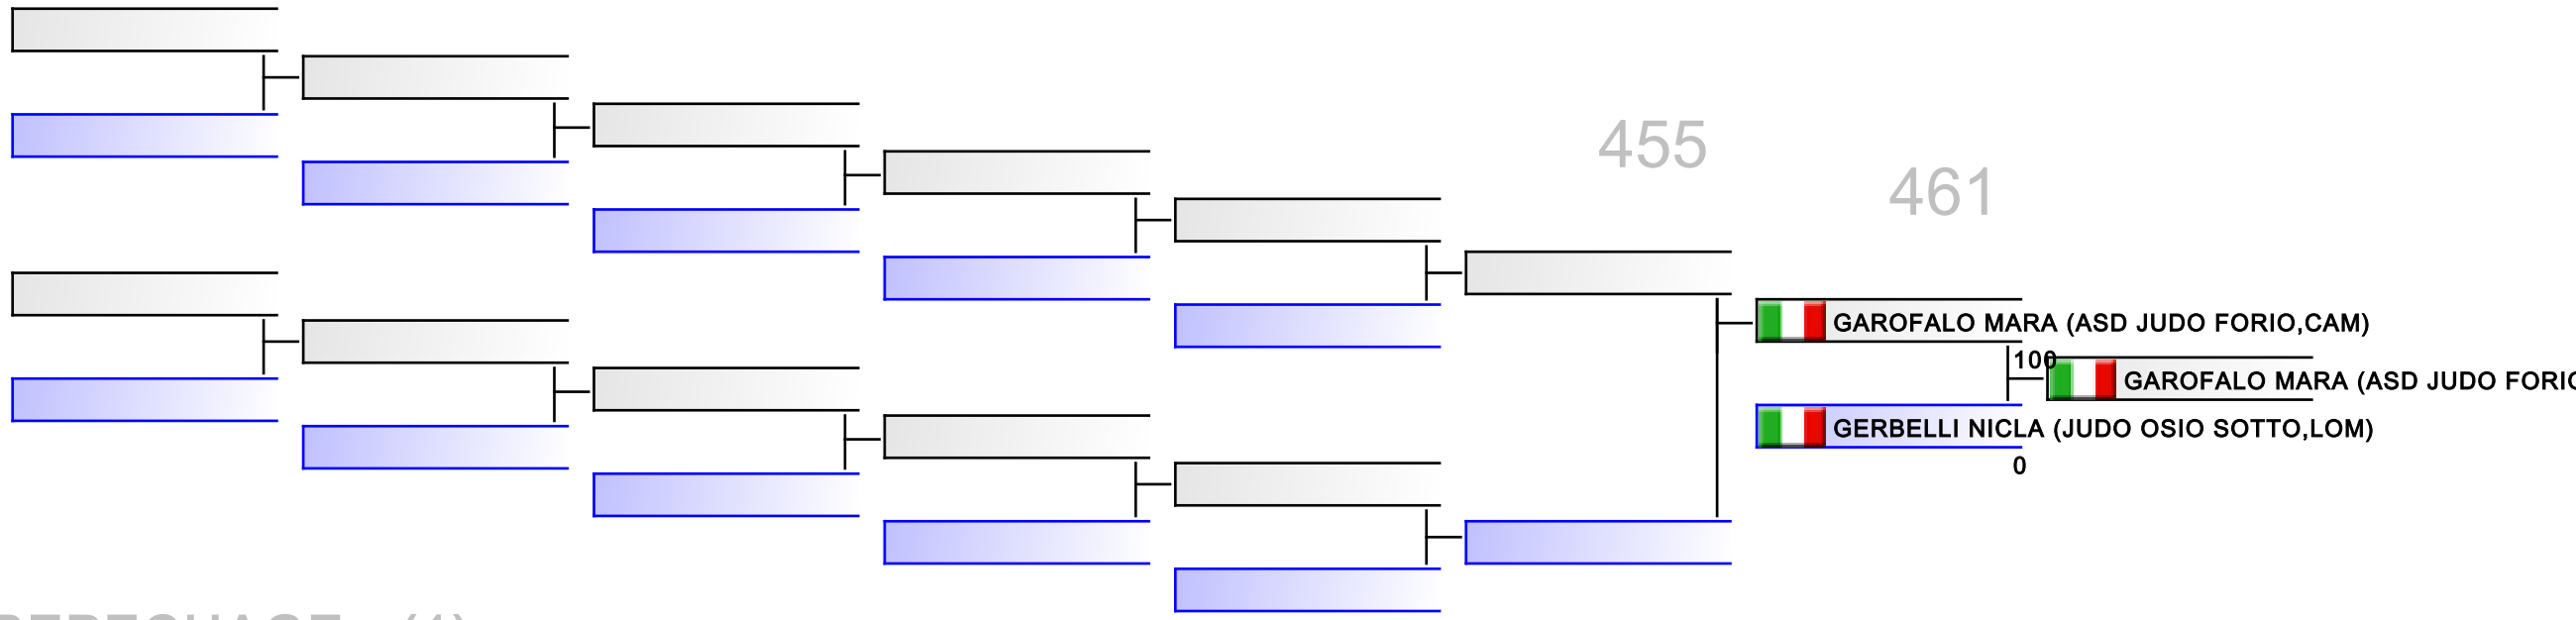 455
461
GAROFALO MARA (ASD JUDO FORIO,CAM)
100
GAROFALO MARA (ASD JUDO FORIO
GERBELLI NICLA (JUDO OSIO SOTTO,LOM)
0